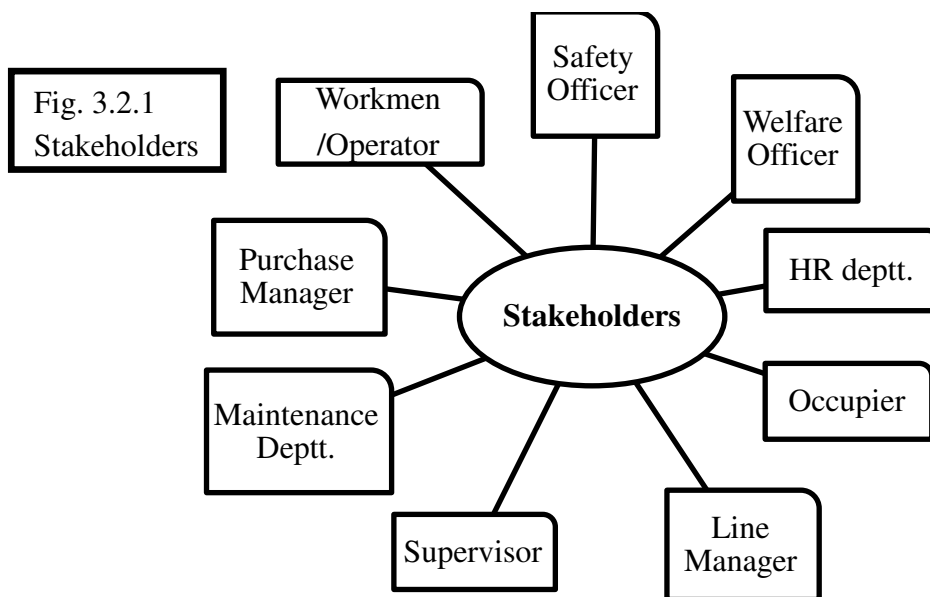 Fig. 3.2.1
Stakeholders
Workmen
/Operator
Safety
Officer
Welfare
Officer
HR deptt.
Occupier
Line
Manager
Supervisor
Maintenance
Deptt.
Purchase
Manager
Stakeholders